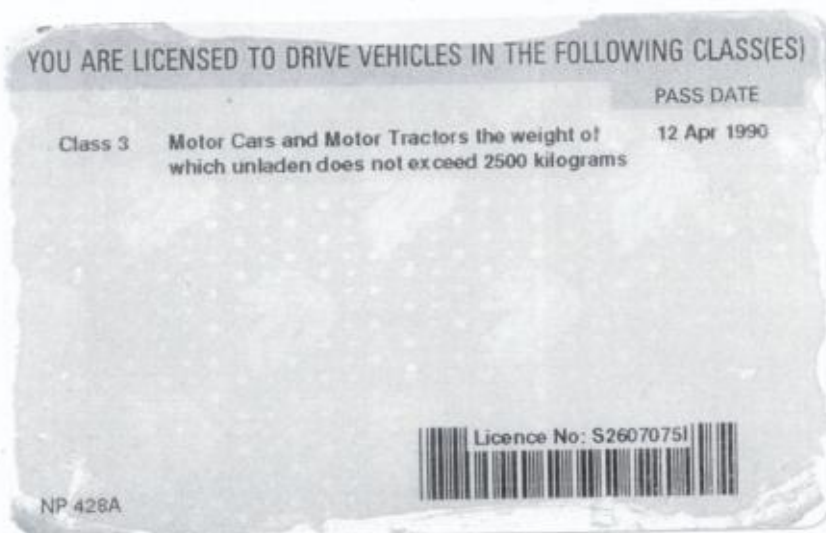 YOU ARE LICENSED TO DRIVE VEHICLES IN THE FOLLOWING CLASS(ES)
PASS DATE
Class 3 Motor Cars and Motor Tractors the weight of 12 Apr 1990
which unladen does not exceed 2500 kilograms
Licence No: S2607075I
NP 428A